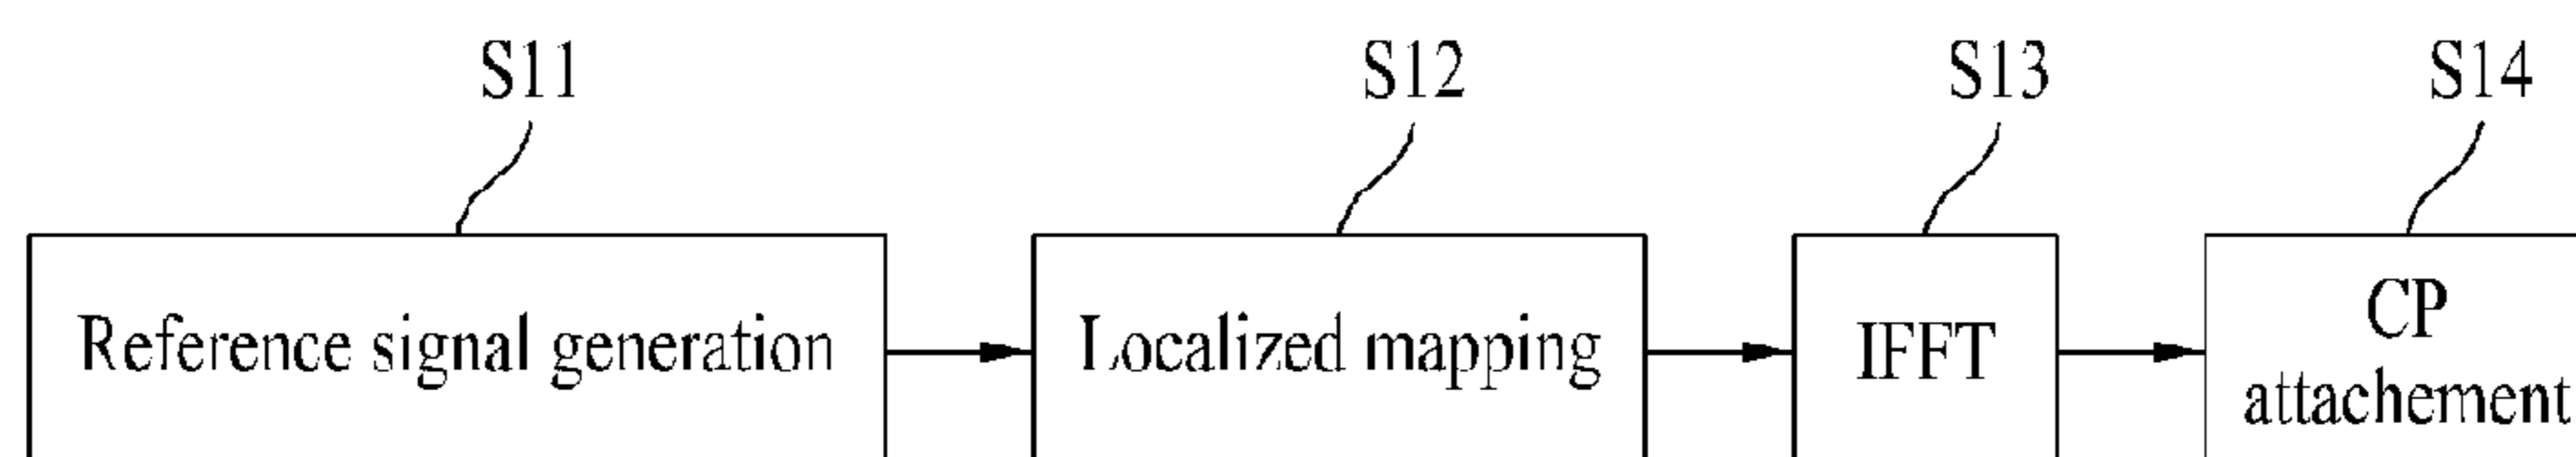 S11
S12
S13
S14
Reference signal generation
Localized mapping
IFFT
CP
attachement